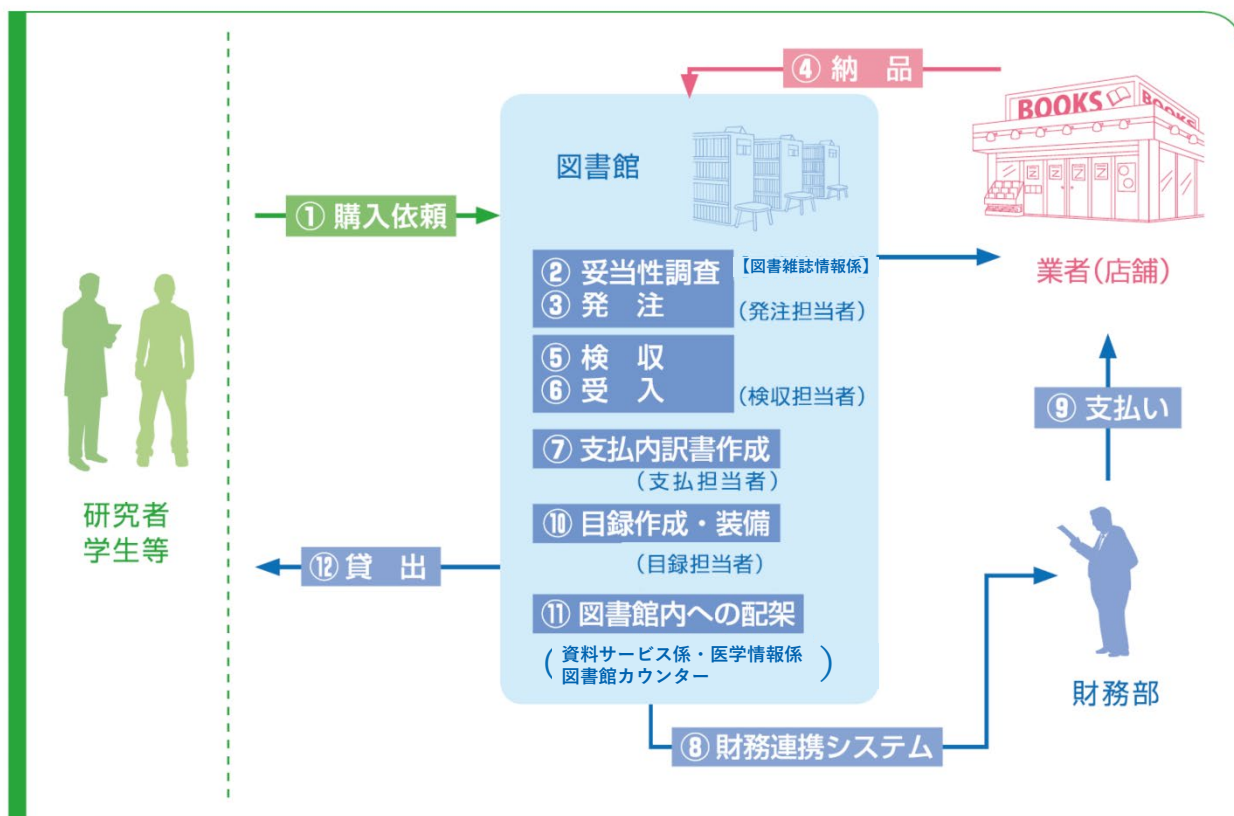 ④ 納　品
BOOKS
BOOKS
図書館
① 購入依頼
② 妥当性調査
【図書雑誌情報係】
③ 発　注
（発注担当者）
業者（店舗）
⑤ 検　収
⑥ 受　入
（検収担当者）
⑨ 支払い
⑦ 支払内訳書作成
（支払担当者）
研究者
学生等
⑩ 目録作成・装備
（目録担当者）
⑫ 貸　出
⑪ 図書館内への配架
（資料サービス係・医学情報係
図書館カウンター）
財務部
⑧ 財務連携システム